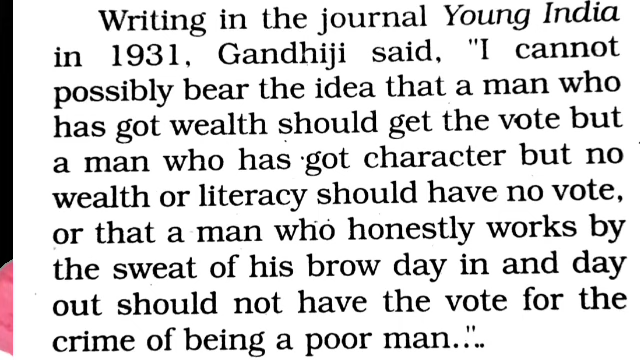 Writing in the journal Young India
in 1931, Gandhiji said, "I cannot
possibly bear the idea that a man who
has got wealth should get the vote but
a man who has got character but no
wealth or literacy should have no vote,
or that a man who honestly works by
the sweat of his brow day in and day
out should not have the vote for the
crime of being a poor man...".